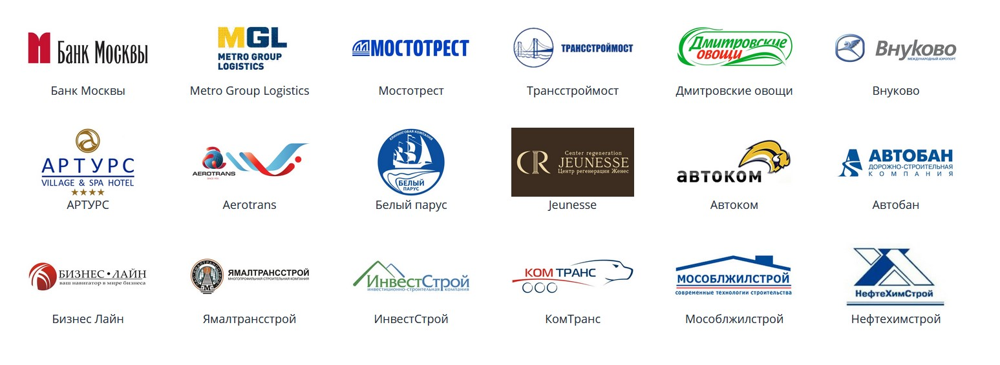 Банк Москвы
MGL
METRO GROUP
LOGISTICS
МОСТОТРЕСТ
ТРАНССТРОЙМОСТ
Дмитровские
овощи
Внуково
МЕЖДУНАРОДНЫЙ АЭРОПОРТ
Банк Москвы
Metro Group Logistics
Мостотрест
Трансстроймост
Дмитровские овощи
Внуково
АРТУРС
VILLAGE & SPA HOTEL
AEROTRANS
КЛИНИНГОВАЯ КОМПАНИЯ
БЕЛЫЙ
ПАРУС
CR
Center regeneration
JEUNESSE
Центр регенерации Женес
автоком
АВТОБАН
ДОРОЖНО-СТРОИТЕЛЬНАЯ
КОМПАНИЯ
АРТУРС
Aerotrans
Белый парус
Jeunesse
Автоком
Автобан
БИЗНЕС•ЛАЙН
ваш навигатор в мире бизнеса
ЯМАЛТРАНССТРОЙ
МНОГОПРОФИЛЬНАЯ СТРОИТЕЛЬНАЯ КОМПАНИЯ
ИнвестСтрой
инвестиционно-строительная компания
КОМ ТРАНС
МОСОБЛЖИЛСТРОЙ
современные технологии строительства
НефтеХимСтрой
Бизнес Лайн
Ямалтрансстрой
ИнвестСтрой
КомТранс
Мособлжилстрой
Нефтехимстрой